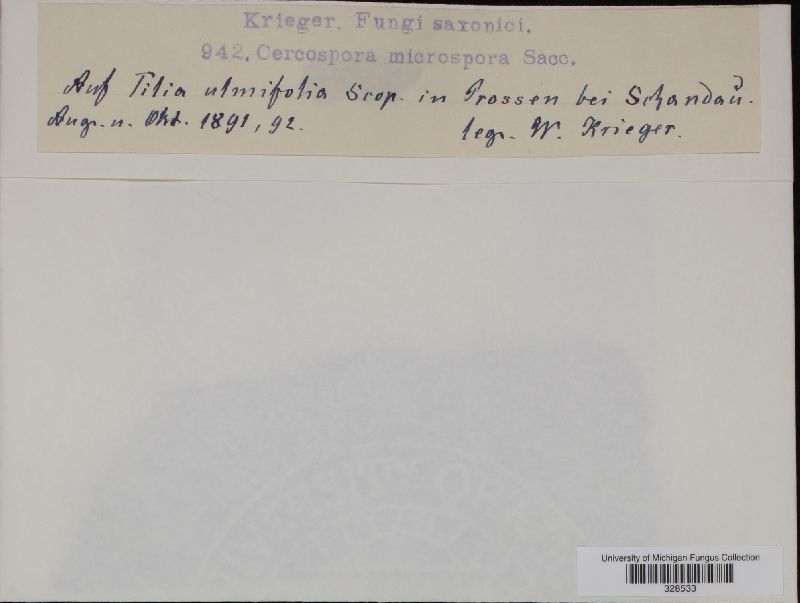 Krieger, Fungi saxonici.
942. Cercospora microspora Sacc.
Auf Tilia ulmifolia Scop. in Prossen bei Schandau.
Aug. u. Okt. 1891, 92. leg. W. Krieger.
University of Michigan Fungus Collection
328533